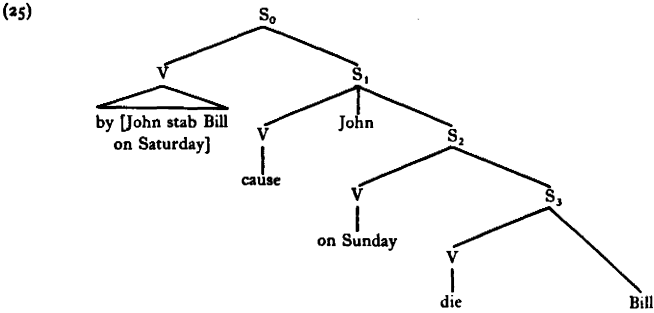 (25)
S₀
V S₁
by [John stab Bill
on Saturday]
V John S₂
cause
V S₃
on Sunday
V
die Bill